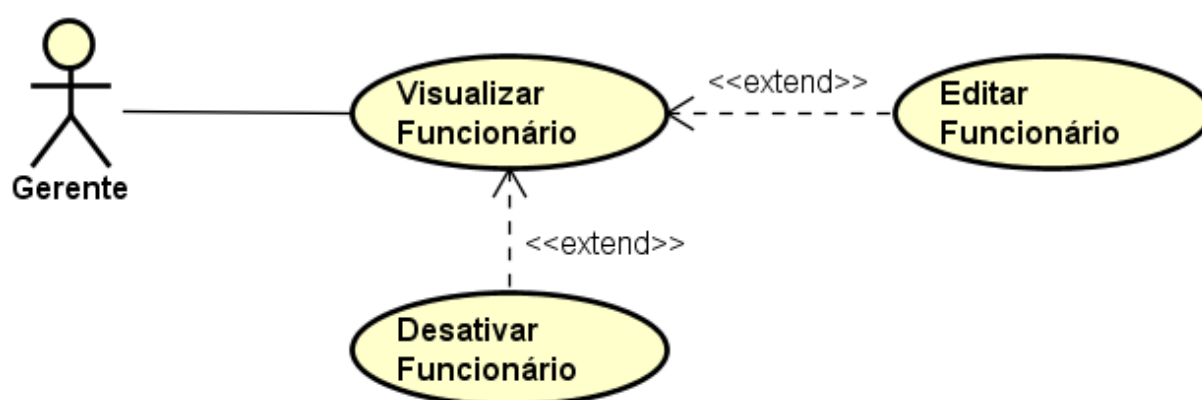 Gerente
Visualizar
Funcionário
<<extend>>
Editar
Funcionário
<<extend>>
Desativar
Funcionário